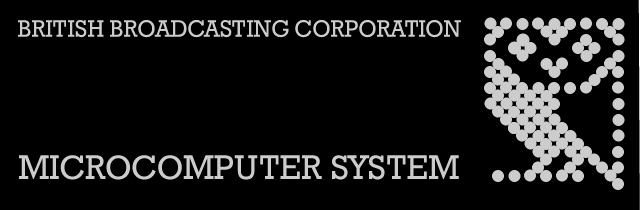 BRITISH BROADCASTING CORPORATION
MICROCOMPUTER SYSTEM